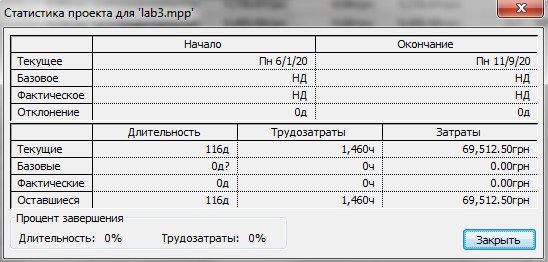 Статистика проекта для 'lab3.mpp'
Начало Окончание
Текущее Пн 6/1/20 Пн 11/9/20
Базовое НД НД
Фактическое НД НД
Отклонение 0д 0д
Длительность Трудозатраты Затраты
Текущие 116д 1,460ч 69,512.50грн
Базовые 0д? 0ч 0.00грн
Фактические 0д 0ч 0.00грн
Оставшиеся 116д 1,460ч 69,512.50грн
Процент завершения
Длительность: 0% Трудозатраты: 0% Закрыть